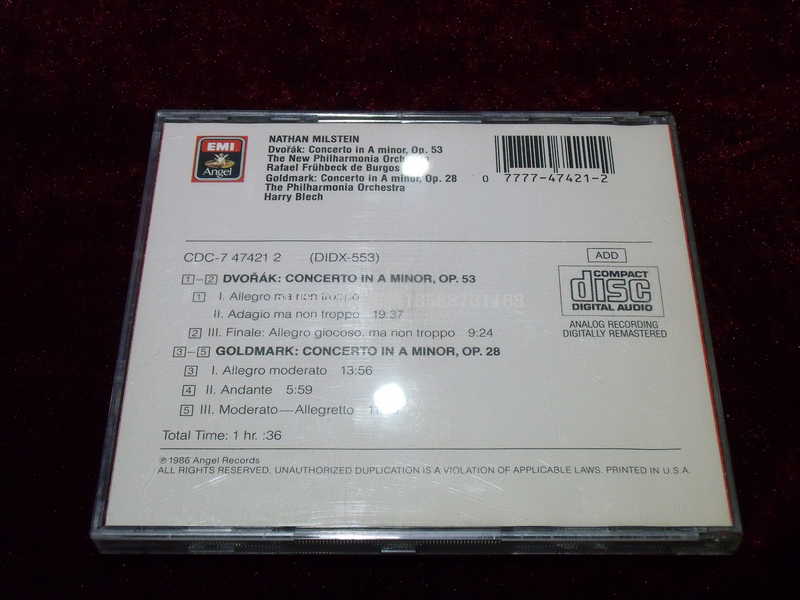 EMI
Angel
NATHAN MILSTEIN
Dvořák: Concerto in A minor, Op. 53
The New Philharmonia
Rafael Frühbeck de Burgos
Goldmark: Concerto in A minor, Op. 28
The Philharmonia Orchestra
Harry Blech
0 7777-47421-2
CDC-7 47421 2 (DIDX-553)
ADD
COMPACT
disc
DIGITAL AUDIO
ANALOG RECORDING
DIGITALLY REMASTERED
1-2 DVOŘÁK: CONCERTO IN A MINOR, OP. 53
1 I. Allegro ma non troppo
II. Adagio ma non troppo 19:37
2 III. Finale: Allegro giocoso, ma non troppo 9:24
3-5 GOLDMARK: CONCERTO IN A MINOR, OP. 28
3 I. Allegro moderato 13:56
4 II. Andante 5:59
5 III. Moderato—Allegretto
Total Time: 1 hr. :36
℗1986 Angel Records
ALL RIGHTS RESERVED. UNAUTHORIZED DUPLICATION IS A VIOLATION OF APPLICABLE LAWS. PRINTED IN U.S.A.